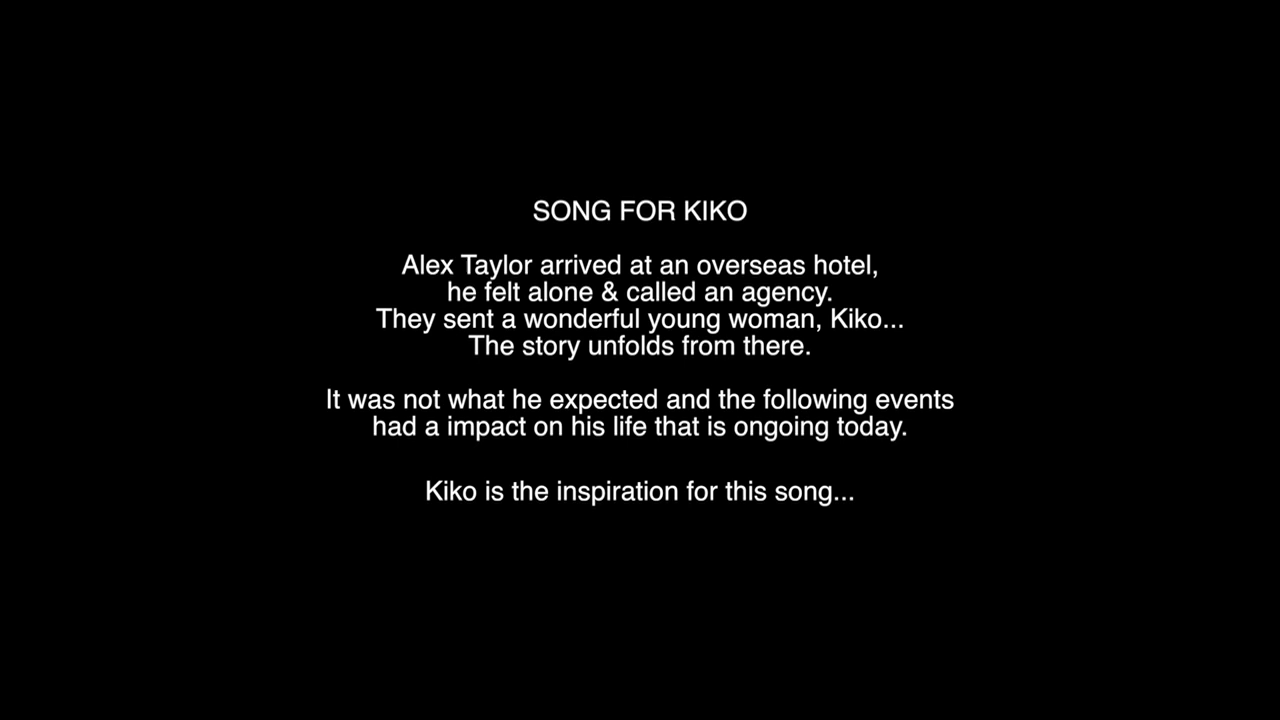 SONG FOR KIKO
Alex Taylor arrived at an overseas hotel,
he felt alone & called an agency.
They sent a wonderful young woman, Kiko...
The story unfolds from there.
It was not what he expected and the following events
had a impact on his life that is ongoing today.
Kiko is the inspiration for this song...